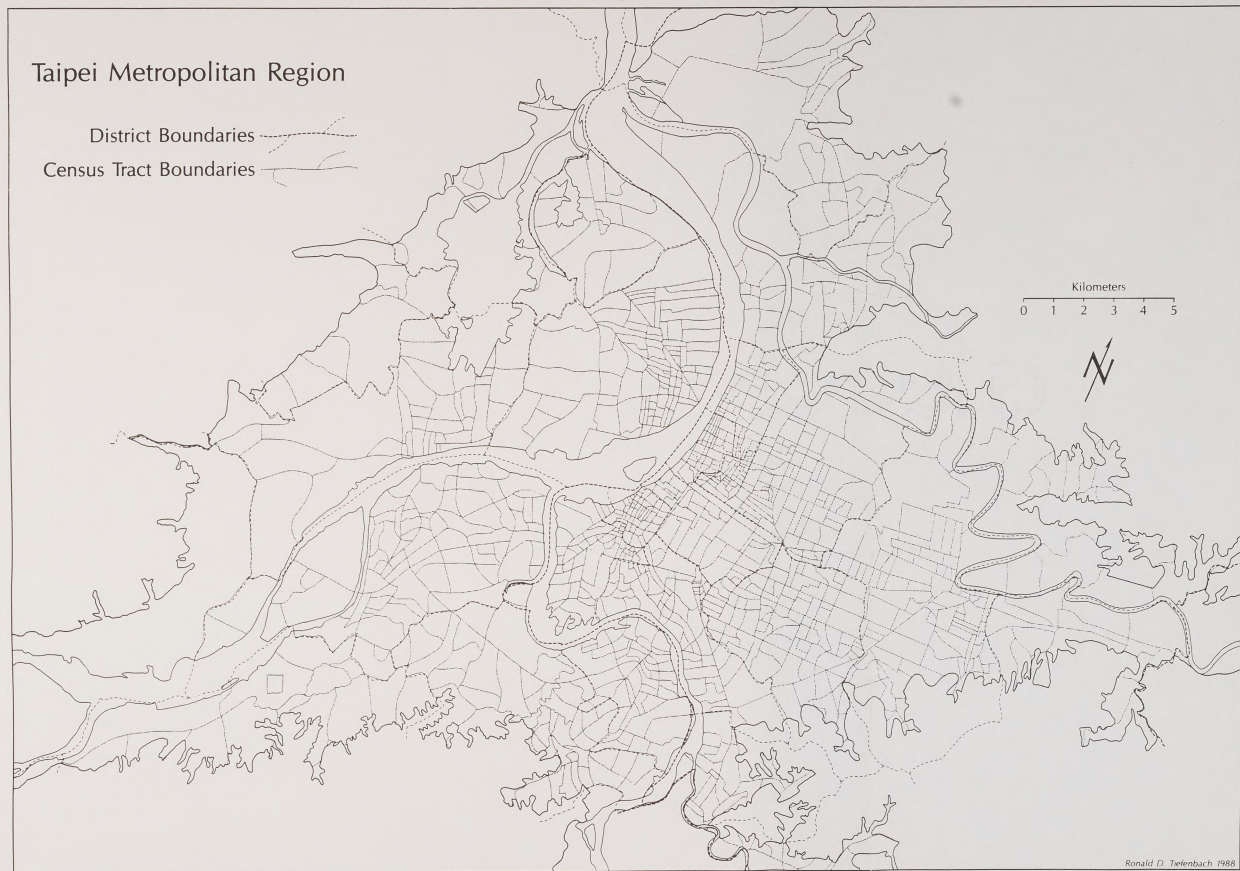 Taipei Metropolitan Region
District Boundaries
Census Tract Boundaries
Kilometers
0 1 2 3 4 5
N
Ronald D. Tiefenbach 1988